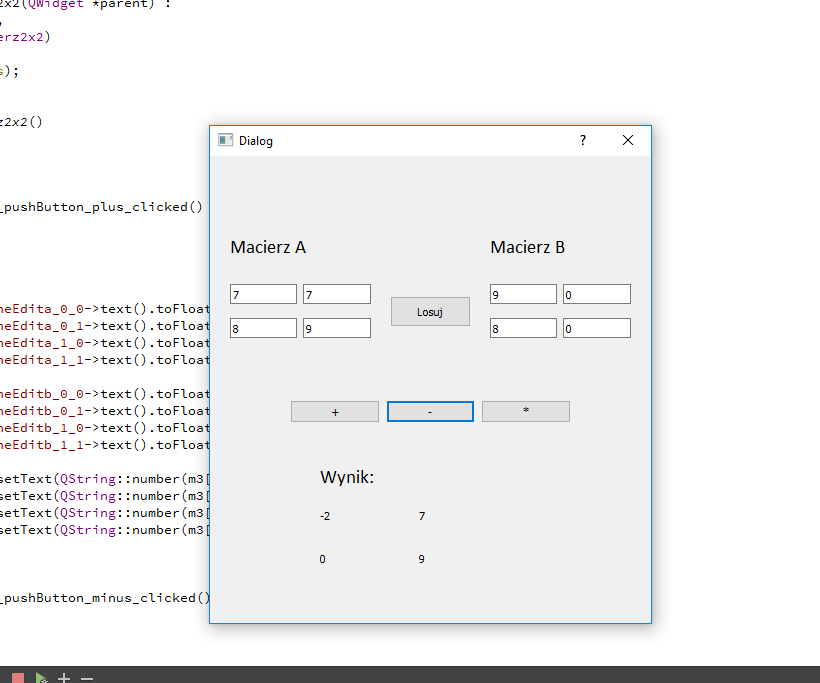 2x2(QWidget *parent) :
,
erz2x2)
s);
z2x2()
_pushButton_plus_clicked()
neEdita_0_0->text().toFloat
neEdita_0_1->text().toFloat
neEdita_1_0->text().toFloat
neEdita_1_1->text().toFloat
neEditb_0_0->text().toFloat
neEditb_0_1->text().toFloat
neEditb_1_0->text().toFloat
neEditb_1_1->text().toFloat
setText(QString::number(m3[
setText(QString::number(m3[
setText(QString::number(m3[
setText(QString::number(m3[
_pushButton_minus_clicked()
Dialog ?
Macierz A Macierz B
7 7 9 0
Losuj
8 9 8 0
+ - *
Wynik:
-2 7
0 9